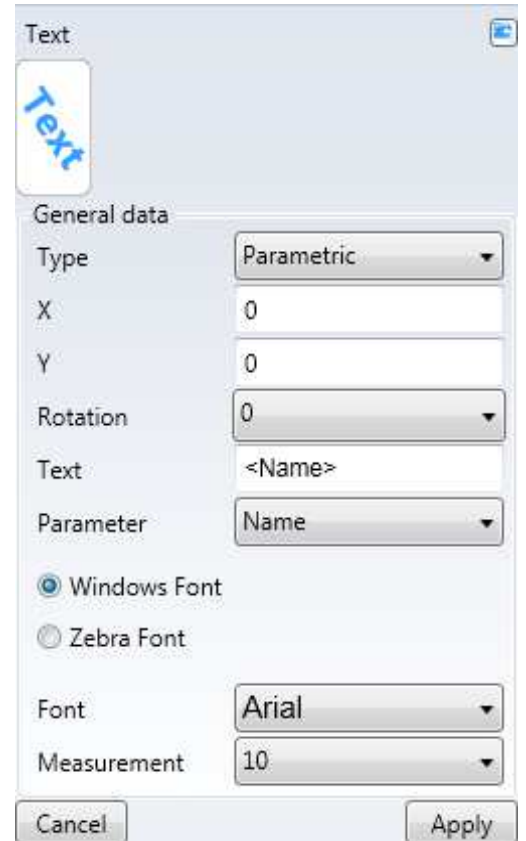 Text
Text
General data
Type Parametric
X 0
Y 0
Rotation 0
Text <Name>
Parameter Name
Windows Font
Zebra Font
Font Arial
Measurement 10
Cancel Apply